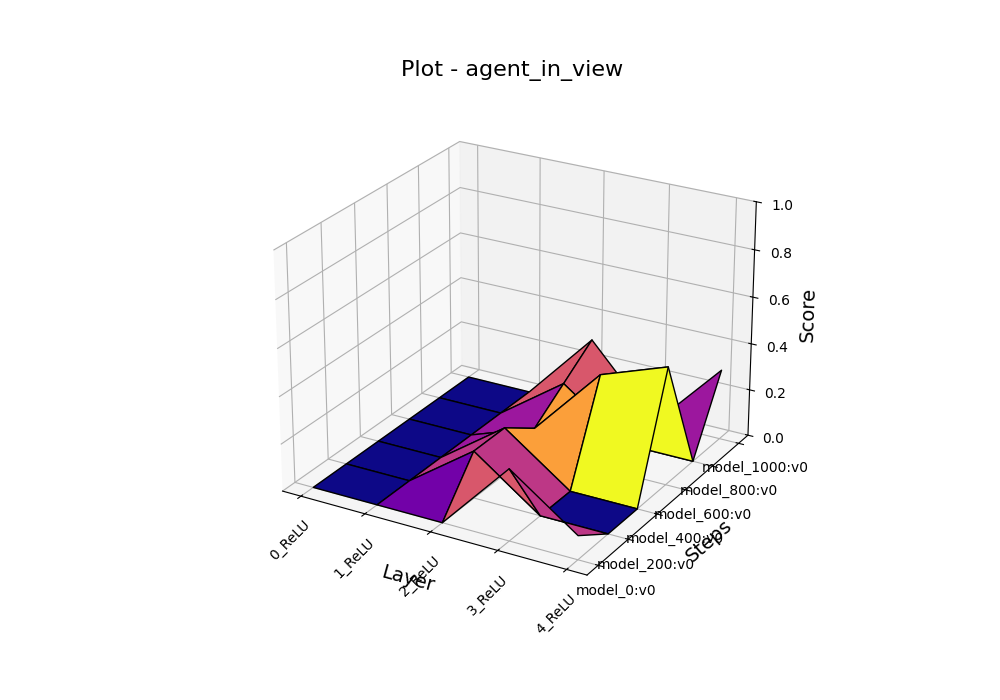 Plot - agent_in_view
1.0
0.8
0.6
0.4
0.2
0.0
Score
model_1000:v0
model_800:v0
model_600:v0
model_400:v0
model_200:v0
model_0:v0
Steps
0_ReLU
1_ReLU
2_ReLU
3_ReLU
4_ReLU
Layer